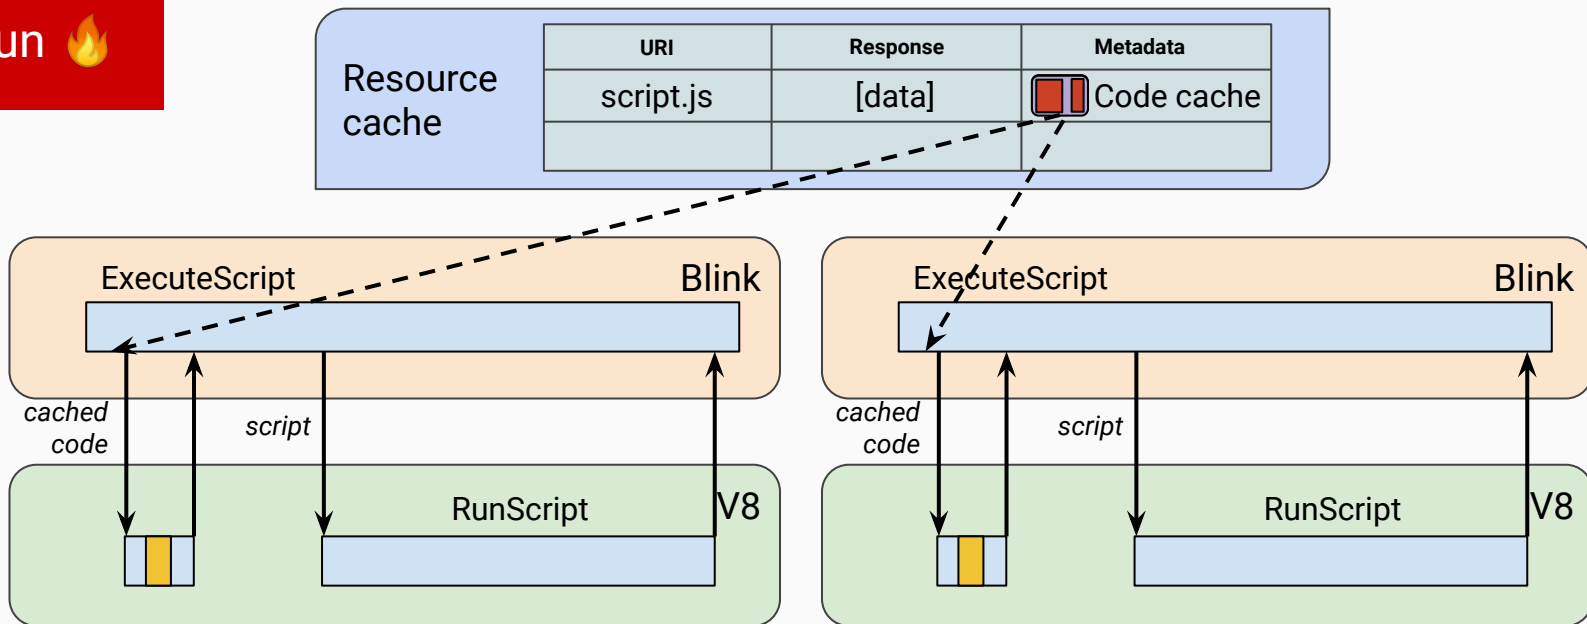 un 🔥
Resource
cache
URI Response Metadata
script.js [data] Code cache
ExecuteScript Blink
cached
code
script
RunScript V8
ExecuteScript Blink
cached
code
script
RunScript V8